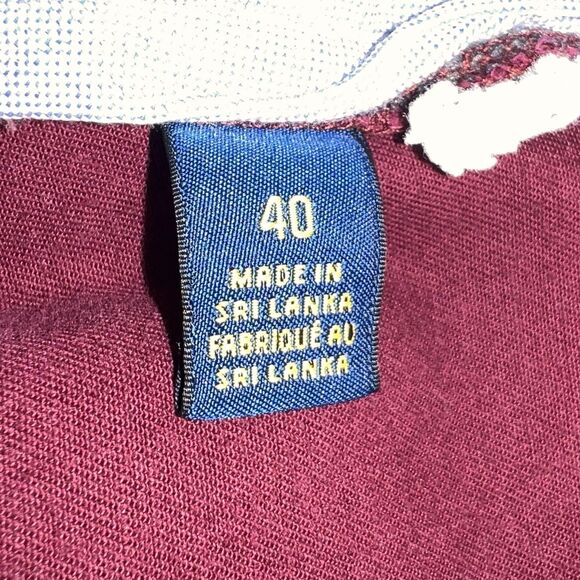 40
MADE IN
SRI LANKA
FABRIQUÉ AU
SRI LANKA